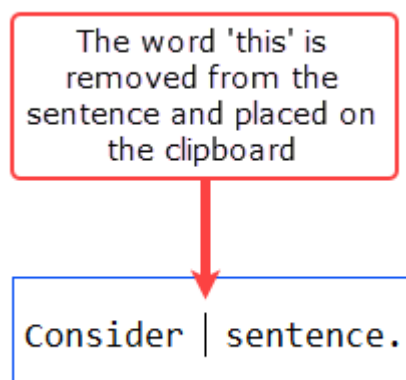 The word 'this' is
removed from the
sentence and placed on
the clipboard
Consider | sentence.